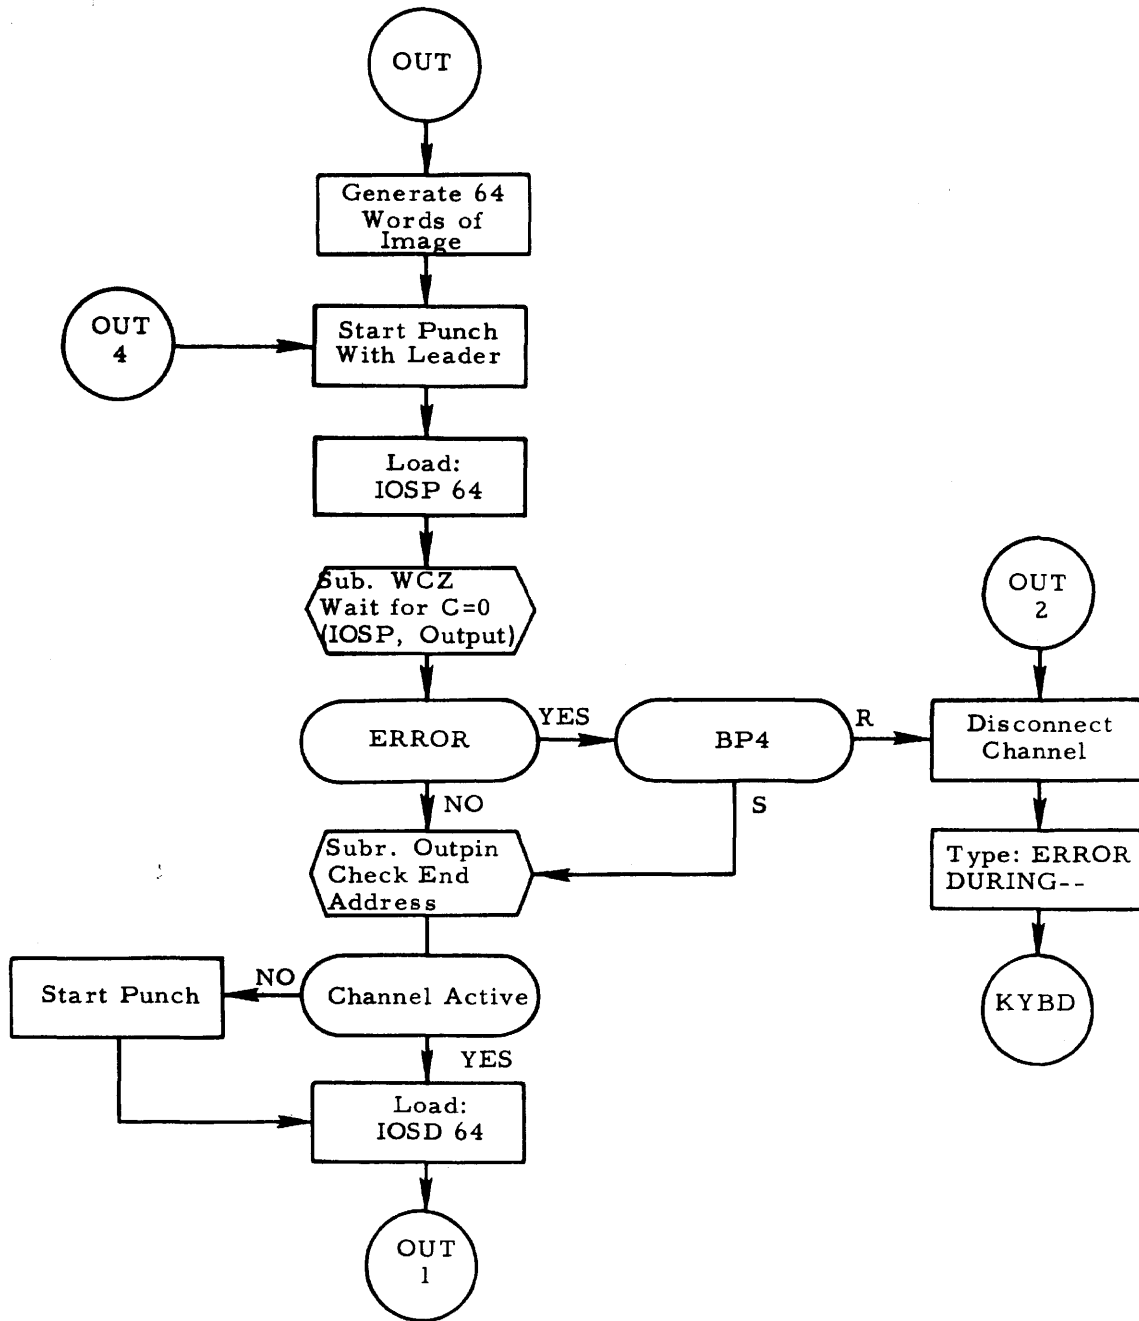 OUT
Generate 64
Words of
Image
OUT
4
Start Punch
With Leader
Load:
IOSP 64
Sub. WCZ
Wait for C=0
(IOSP, Output)
OUT
2
ERROR
YES
BP4
R
Disconnect
Channel
NO
S
Subr. Outpin
Check End
Address
Type: ERROR
DURING--
Start Punch
NO
Channel Active
KYBD
YES
Load:
IOSD 64
OUT
1